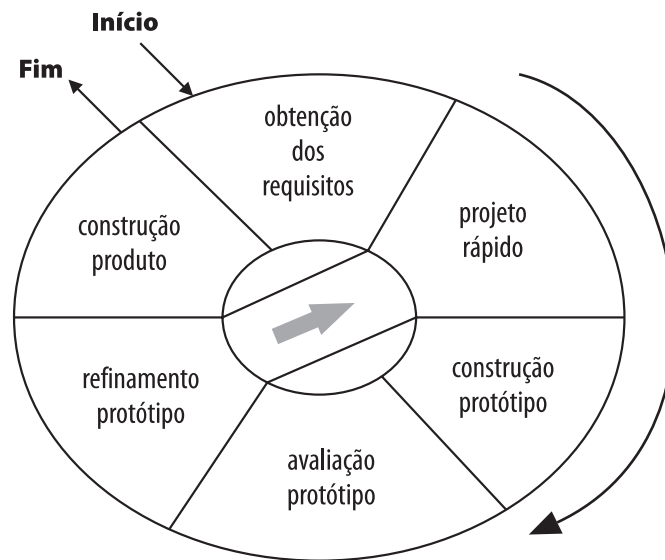 Início
Fim
obtenção
dos
requisitos
projeto
rápido
construção
protótipo
avaliação
protótipo
refinamento
protótipo
construção
produto